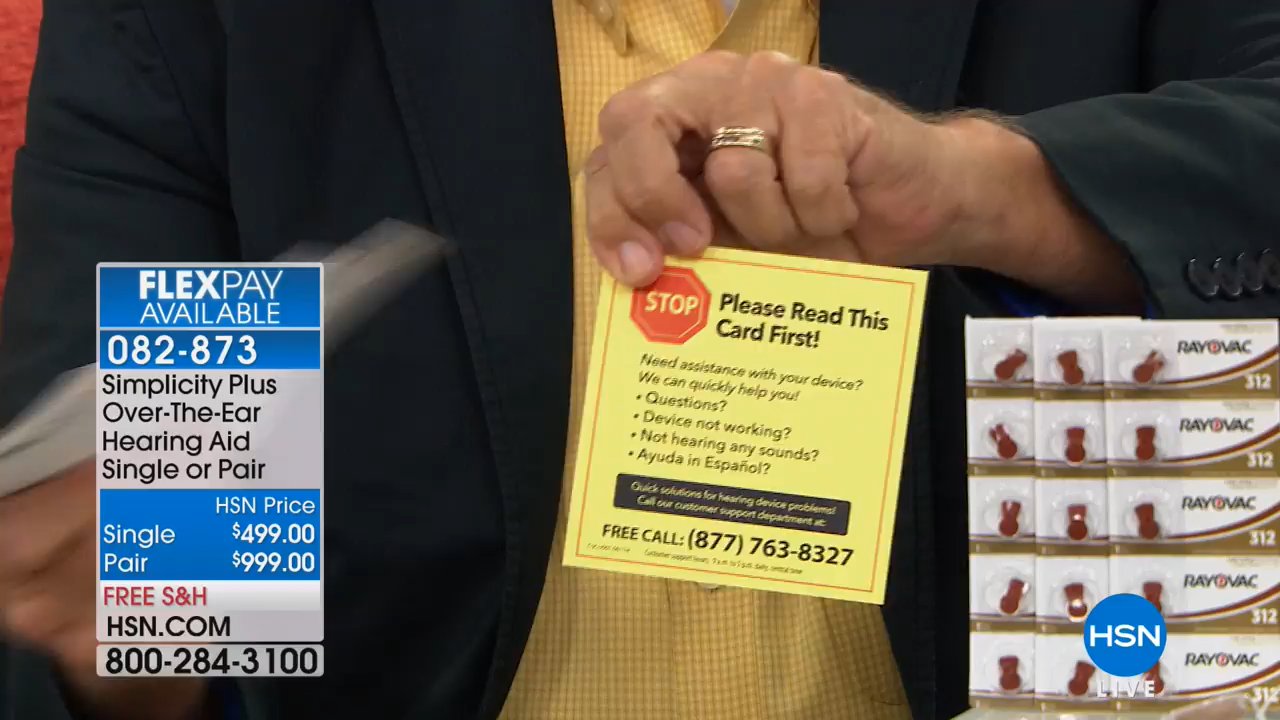 FLEXPAY
AVAILABLE
082-873
Simplicity Plus
Over-The-Ear
Hearing Aid
Single or Pair
HSN Price
Single $499.00
Pair $999.00
FREE S&H
HSN.COM
800-284-3100
STOP
Please Read This
Card First!
Need assistance with your device?
We can quickly help you!
• Questions?
• Device not working?
• Not hearing any sounds?
• Ayuda in Español?
Quick solutions for hearing device problems!
Call our customer support department at:
FREE CALL: (877) 763-8327
RAYOVAC
312
RAYOVAC
312
RAYOVAC
312
RAYOVAC
312
RAYOVAC
312
HSN
LIVE